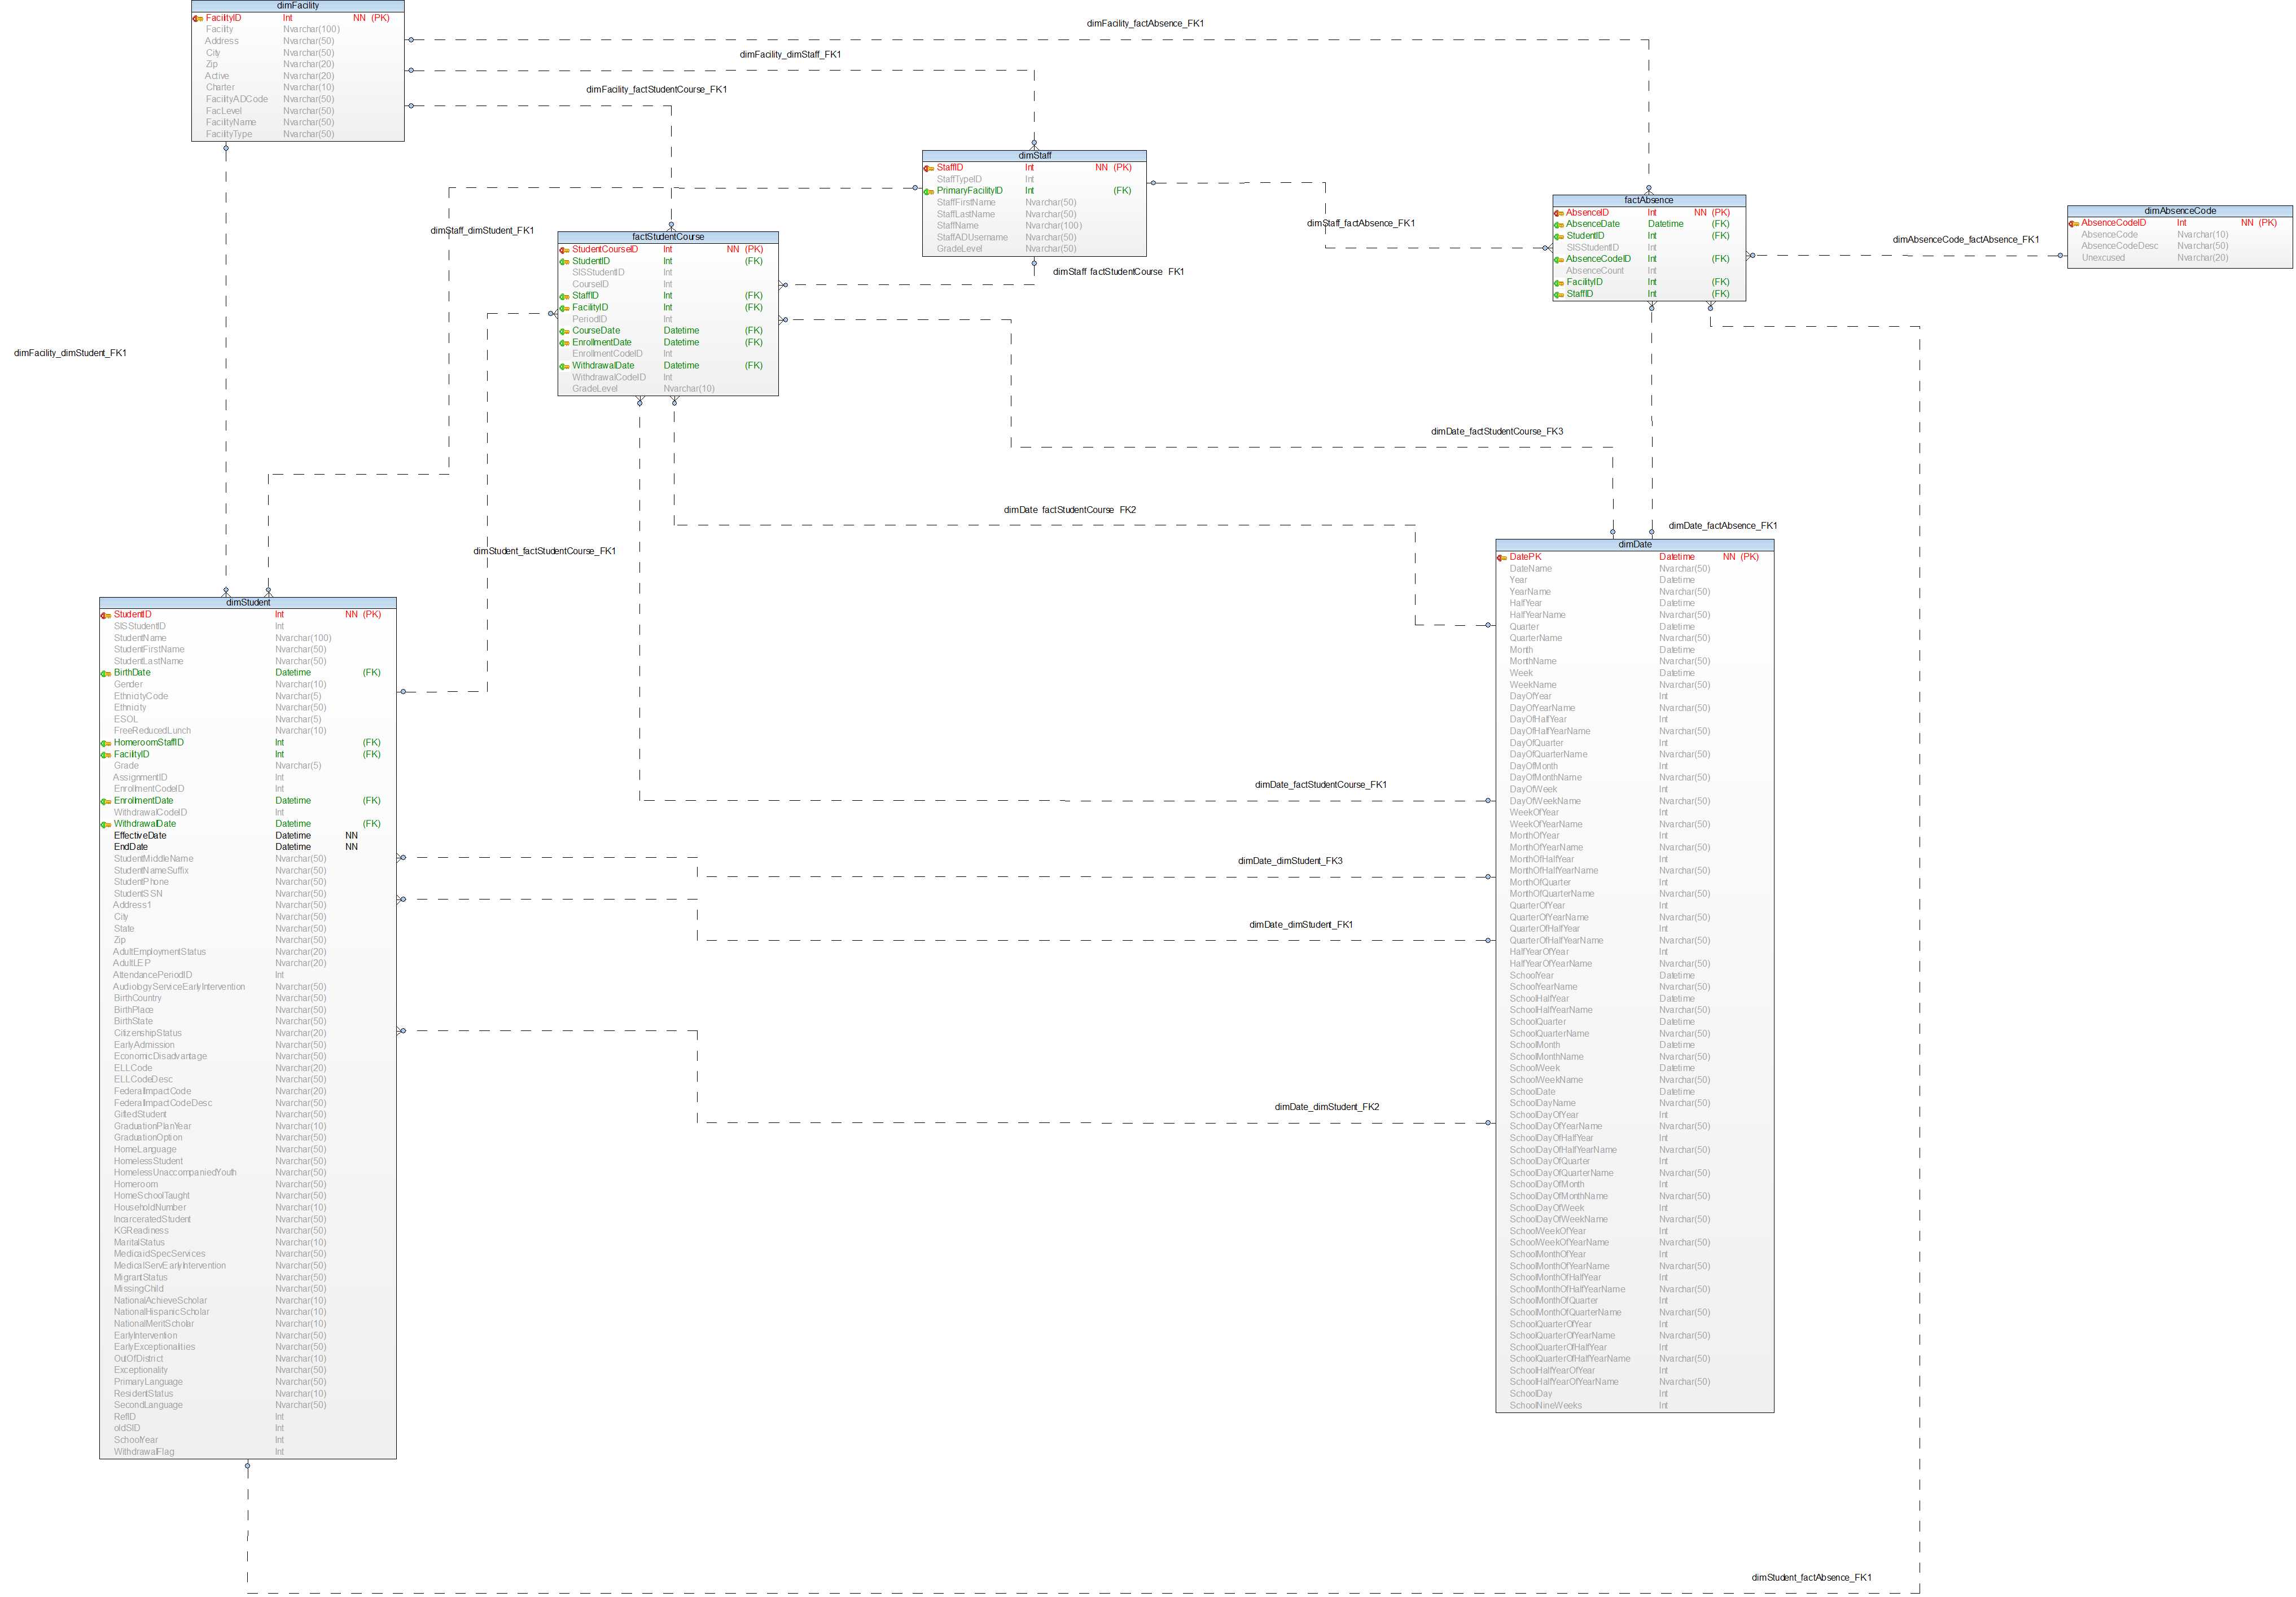 dimFacility
FacilityID Int NN (PK)
Facility Nvarchar(100)
Address Nvarchar(50)
City Nvarchar(50)
Zip Nvarchar(20)
Active Nvarchar(20)
Charter Nvarchar(10)
FacilityADCode Nvarchar(50)
FacLevel Nvarchar(50)
FacilityName Nvarchar(50)
FacilityType Nvarchar(50)
dimFacility_factAbsence_FK1
dimFacility_dimStaff_FK1
dimFacility_factStudentCourse_FK1
dimStaff
StaffID Int NN (PK)
StaffTypeID Int
PrimaryFacilityID Int (FK)
StaffFirstName Nvarchar(50)
StaffLastName Nvarchar(50)
StaffName Nvarchar(100)
StaffADUsername Nvarchar(50)
GradeLevel Nvarchar(50)
dimStaff_dimStudent_FK1
dimStaff_factAbsence_FK1
dimStaff factStudentCourse FK1
factAbsence
AbsenceID Int NN (PK)
AbsenceDate Datetime (FK)
StudentID Int (FK)
SISStudentID Int
AbsenceCodeID Int (FK)
AbsenceCount Int
FacilityID Int (FK)
StaffID Int (FK)
dimAbsenceCode_factAbsence_FK1
dimAbsenceCode
AbsenceCodeID Int NN (PK)
AbsenceCode Nvarchar(10)
AbsenceCodeDesc Nvarchar(50)
Unexcused Nvarchar(20)
factStudentCourse
StudentCourseID Int NN (PK)
StudentID Int (FK)
SISStudentID Int
CourseID Int
StaffID Int (FK)
FacilityID Int (FK)
PeriodID Int
CourseDate Datetime (FK)
EnrollmentDate Datetime (FK)
EnrollmentCodeID Int
WithdrawalDate Datetime (FK)
WithdrawalCodeID Int
GradeLevel Nvarchar(10)
dimFacility_dimStudent_FK1
dimDate_factStudentCourse_FK3
dimDate factStudentCourse FK2
dimDate_factAbsence_FK1
dimStudent_factStudentCourse_FK1
dimStudent
StudentID Int NN (PK)
SISStudentID Int
StudentName Nvarchar(100)
StudentFirstName Nvarchar(50)
StudentLastName Nvarchar(50)
BirthDate Datetime (FK)
Gender Nvarchar(10)
EthnicityCode Nvarchar(5)
Ethnicity Nvarchar(50)
ESOL Nvarchar(5)
FreeReducedLunch Nvarchar(10)
HomeroomStaffID Int (FK)
FacilityID Int (FK)
Grade Nvarchar(5)
AssignmentID Int
EnrollmentCodeID Int
EnrollmentDate Datetime (FK)
WithdrawalCodeID Int
WithdrawalDate Datetime (FK)
EffectiveDate Datetime NN
EndDate Datetime NN
StudentMiddleName Nvarchar(50)
StudentNameSuffix Nvarchar(50)
StudentPhone Nvarchar(50)
StudentSSN Nvarchar(50)
Address1 Nvarchar(50)
City Nvarchar(50)
State Nvarchar(50)
Zip Nvarchar(50)
AdultEmploymentStatus Nvarchar(20)
AdultLEP Nvarchar(20)
AttendancePeriodID Int
AudiologyServiceEarlyIntervention Nvarchar(50)
BirthCountry Nvarchar(50)
BirthPlace Nvarchar(50)
BirthState Nvarchar(50)
CitizenshipStatus Nvarchar(20)
EarlyAdmission Nvarchar(50)
EconomicDisadvantage Nvarchar(50)
ELLCode Nvarchar(20)
ELLCodeDesc Nvarchar(50)
FederalImpactCode Nvarchar(20)
FederalImpactCodeDesc Nvarchar(50)
GiftedStudent Nvarchar(50)
GraduationPlanYear Nvarchar(10)
GraduationOption Nvarchar(50)
HomeLanguage Nvarchar(50)
HomelessStudent Nvarchar(50)
HomelessUnaccompaniedYouth Nvarchar(50)
Homeroom Nvarchar(50)
HomeSchoolTaught Nvarchar(50)
HouseholdNumber Nvarchar(10)
IncarceratedStudent Nvarchar(50)
KGReadiness Nvarchar(50)
MaritalStatus Nvarchar(10)
MedicaidSpecServices Nvarchar(50)
MedicalServEarlyIntervention Nvarchar(50)
MigrantStatus Nvarchar(50)
MissingChild Nvarchar(50)
NationalAchieveScholar Nvarchar(10)
NationalHispanicScholar Nvarchar(10)
NationalMeritScholar Nvarchar(10)
EarlyIntervention Nvarchar(50)
EarlyExceptionalities Nvarchar(50)
OutOfDistrict Nvarchar(10)
Exceptionality Nvarchar(50)
PrimaryLanguage Nvarchar(50)
ResidentStatus Nvarchar(10)
SecondLanguage Nvarchar(50)
RefID Int
oldSID Int
SchoolYear Int
WithdrawalFlag Int
dimDate_factStudentCourse_FK1
dimDate_dimStudent_FK3
dimDate_dimStudent_FK1
dimDate_dimStudent_FK2
dimDate
DatePK Datetime NN (PK)
DateName Nvarchar(50)
Year Datetime
YearName Nvarchar(50)
HalfYear Datetime
HalfYearName Nvarchar(50)
Quarter Datetime
QuarterName Nvarchar(50)
Month Datetime
MonthName Nvarchar(50)
Week Datetime
WeekName Nvarchar(50)
DayOfYear Int
DayOfYearName Nvarchar(50)
DayOfHalfYear Int
DayOfHalfYearName Nvarchar(50)
DayOfQuarter Int
DayOfQuarterName Nvarchar(50)
DayOfMonth Int
DayOfMonthName Nvarchar(50)
DayOfWeek Int
DayOfWeekName Nvarchar(50)
WeekOfYear Int
WeekOfYearName Nvarchar(50)
MonthOfYear Int
MonthOfYearName Nvarchar(50)
MonthOfHalfYear Int
MonthOfHalfYearName Nvarchar(50)
MonthOfQuarter Int
MonthOfQuarterName Nvarchar(50)
QuarterOfYear Int
QuarterOfYearName Nvarchar(50)
QuarterOfHalfYear Int
QuarterOfHalfYearName Nvarchar(50)
HalfYearOfYear Int
HalfYearOfYearName Nvarchar(50)
SchoolYear Datetime
SchoolYearName Nvarchar(50)
SchoolHalfYear Datetime
SchoolHalfYearName Nvarchar(50)
SchoolQuarter Datetime
SchoolQuarterName Nvarchar(50)
SchoolMonth Datetime
SchoolMonthName Nvarchar(50)
SchoolWeek Datetime
SchoolWeekName Nvarchar(50)
SchoolDate Datetime
SchoolDayName Nvarchar(50)
SchoolDayOfYear Int
SchoolDayOfYearName Nvarchar(50)
SchoolDayOfHalfYear Int
SchoolDayOfHalfYearName Nvarchar(50)
SchoolDayOfQuarter Int
SchoolDayOfQuarterName Nvarchar(50)
SchoolDayOfMonth Int
SchoolDayOfMonthName Nvarchar(50)
SchoolDayOfWeek Int
SchoolDayOfWeekName Nvarchar(50)
SchoolWeekOfYear Int
SchoolWeekOfYearName Nvarchar(50)
SchoolMonthOfYear Int
SchoolMonthOfYearName Nvarchar(50)
SchoolMonthOfHalfYear Int
SchoolMonthOfHalfYearName Nvarchar(50)
SchoolMonthOfQuarter Int
SchoolMonthOfQuarterName Nvarchar(50)
SchoolQuarterOfYear Int
SchoolQuarterOfYearName Nvarchar(50)
SchoolQuarterOfHalfYear Int
SchoolQuarterOfHalfYearName Nvarchar(50)
SchoolHalfYearOfYear Int
SchoolHalfYearOfYearName Nvarchar(50)
SchoolDay Int
SchoolNineWeeks Int
dimStudent_factAbsence_FK1